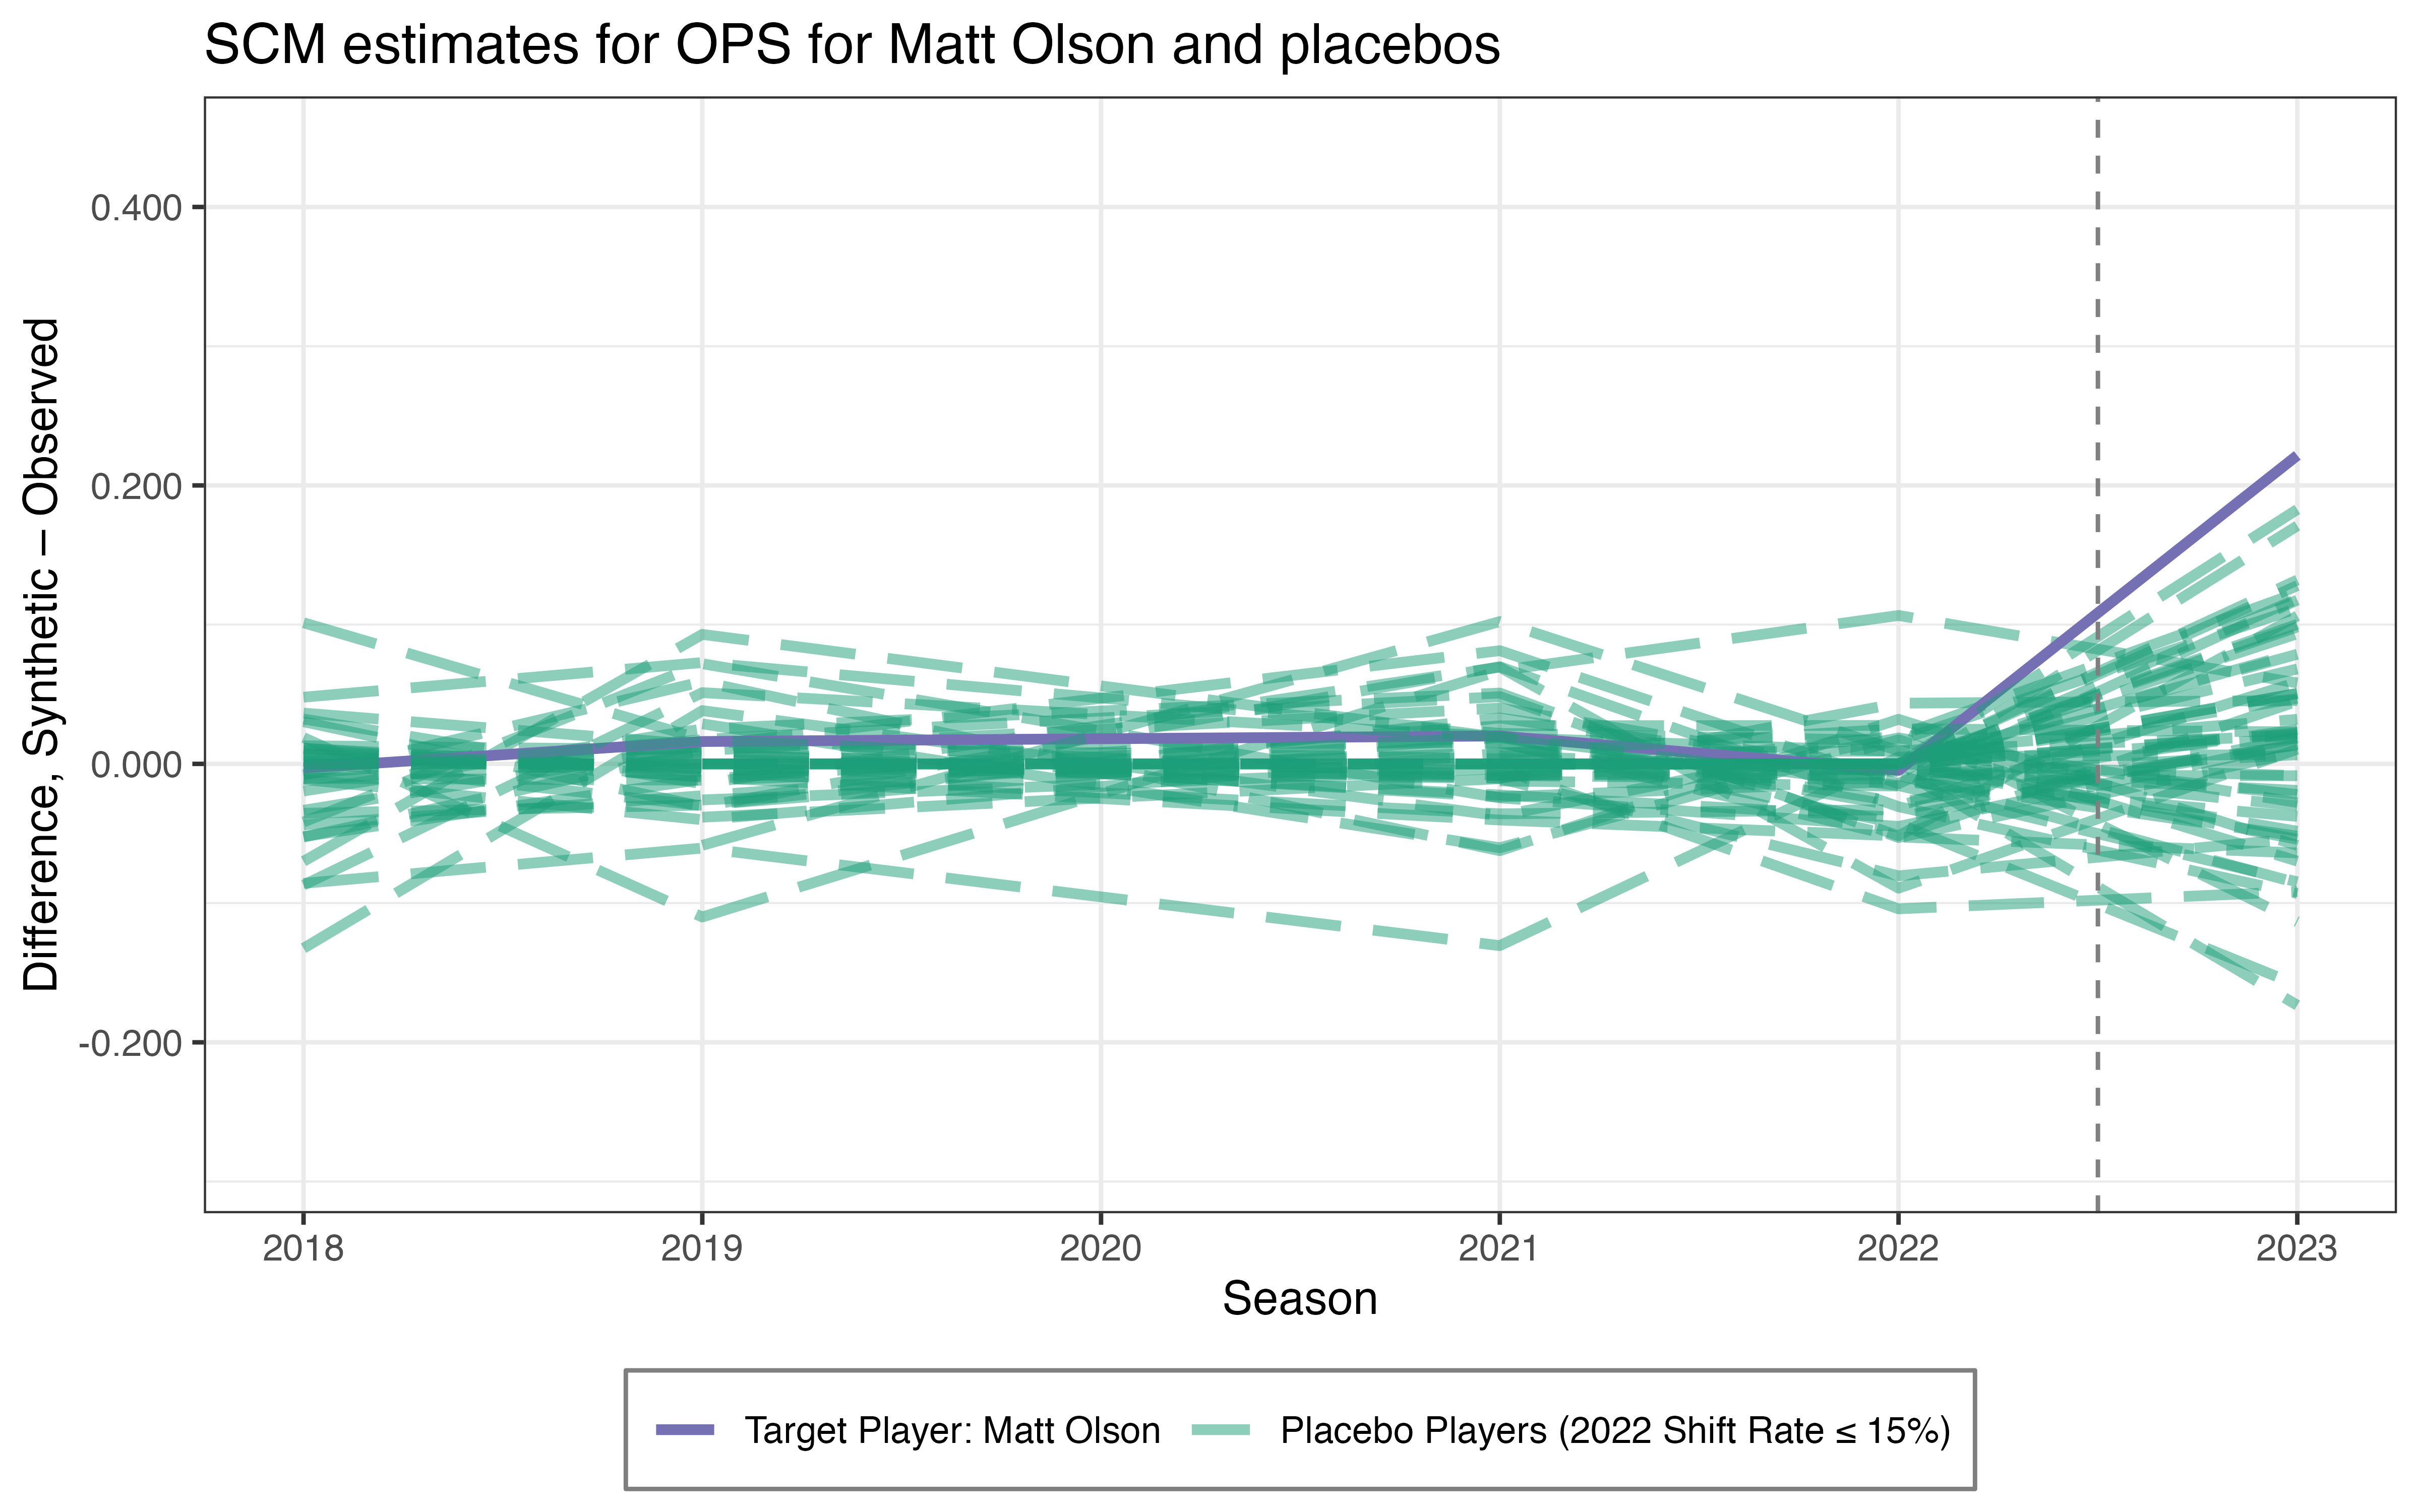 SCM estimates for OPS for Matt Olson and placebos
Difference, Synthetic – Observed
0.400
0.200
0.000
-0.200
2018 2019 2020 2021 2022 2023
Season
Target Player: Matt Olson Placebo Players (2022 Shift Rate ≤ 15%)